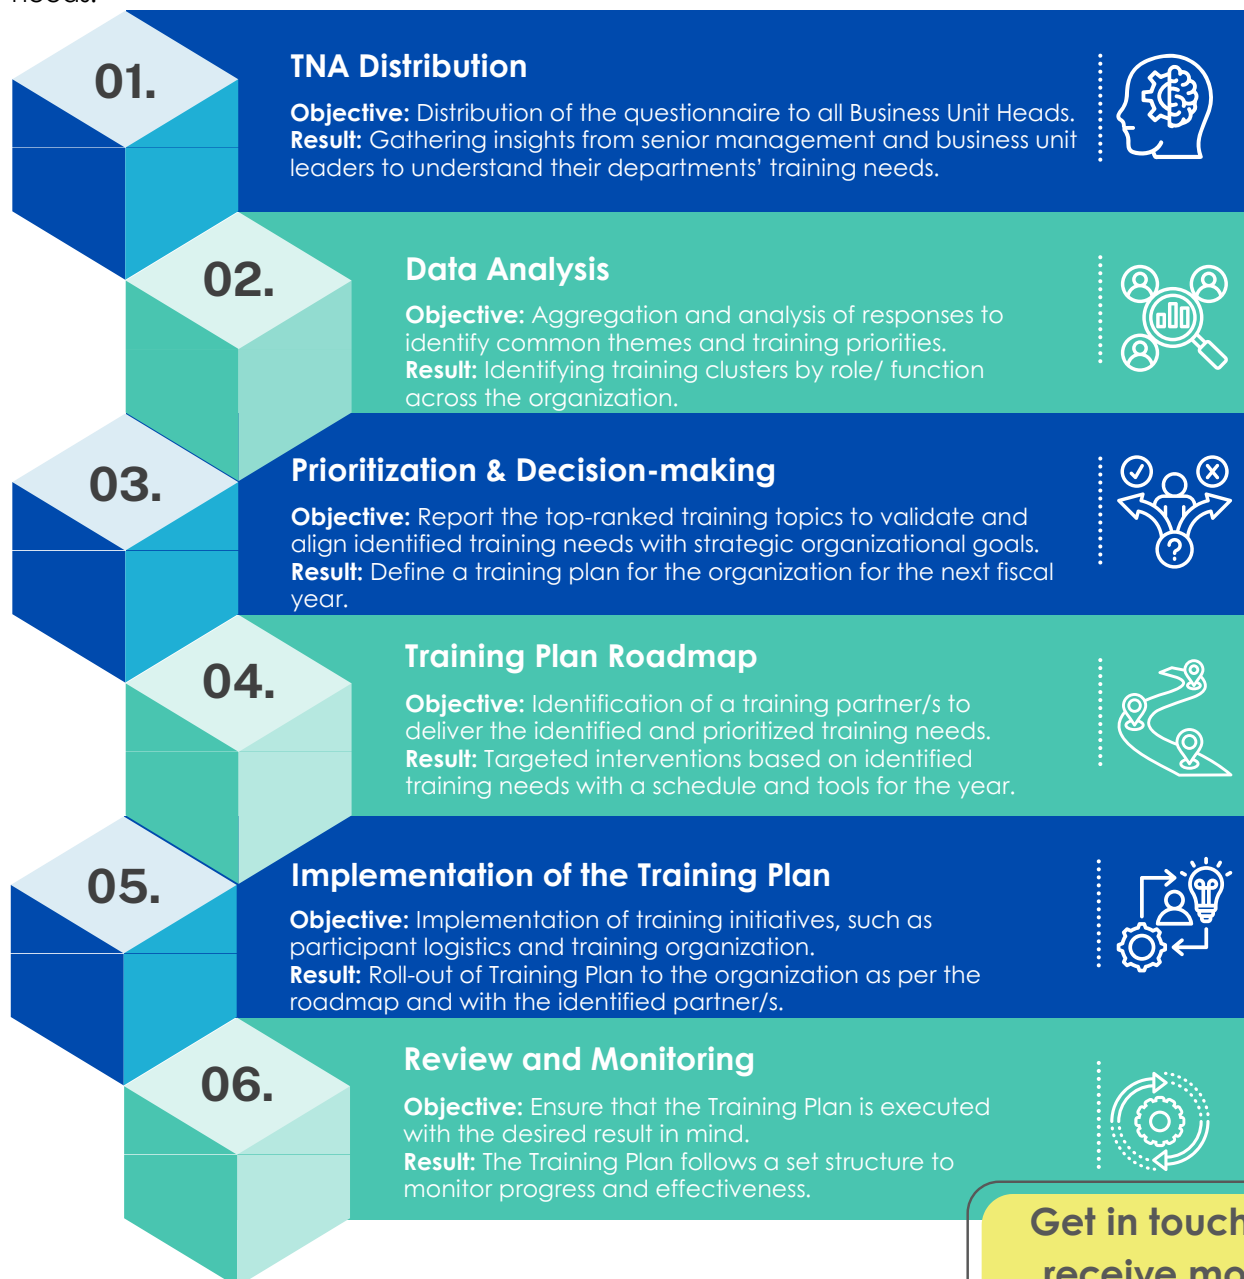 needs.
01.
TNA Distribution
Objective: Distribution of the questionnaire to all Business Unit Heads.
Result: Gathering insights from senior management and business unit
leaders to understand their departments’ training needs.
02.
Data Analysis
Objective: Aggregation and analysis of responses to
identify common themes and training priorities.
Result: Identifying training clusters by role/ function
across the organization.
03.
Prioritization & Decision-making
Objective: Report the top-ranked training topics to validate and
align identified training needs with strategic organizational goals.
Result: Define a training plan for the organization for the next fiscal
year.
04.
Training Plan Roadmap
Objective: Identification of a training partner/s to
deliver the identified and prioritized training needs.
Result: Targeted interventions based on identified
training needs with a schedule and tools for the year.
05.
Implementation of the Training Plan
Objective: Implementation of training initiatives, such as
participant logistics and training organization.
Result: Roll-out of Training Plan to the organization as per the
roadmap and with the identified partner/s.
06.
Review and Monitoring
Objective: Ensure that the Training Plan is executed
with the desired result in mind.
Result: The Training Plan follows a set structure to
monitor progress and effectiveness.
Get in touch
receive mo